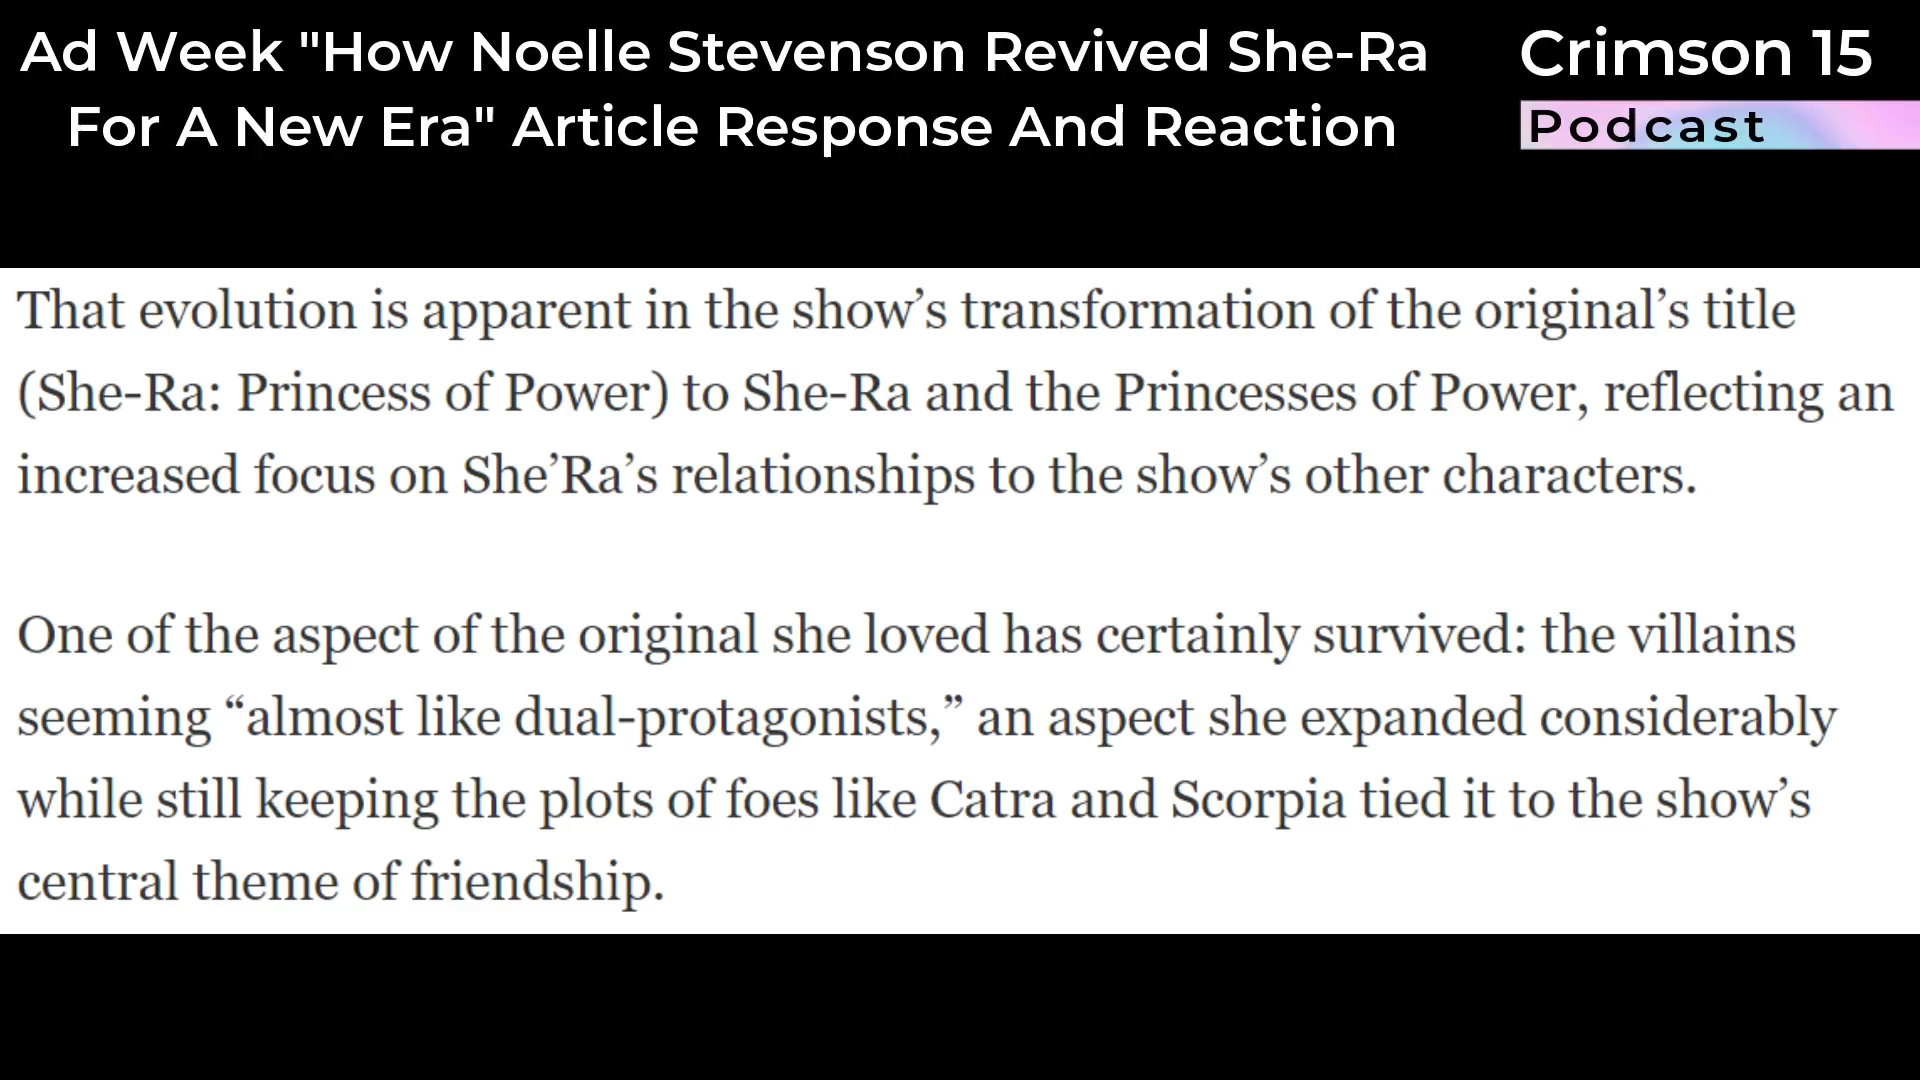 Ad Week "How Noelle Stevenson Revived She-Ra
For A New Era" Article Response And Reaction
Crimson 15
Podcast
That evolution is apparent in the show’s transformation of the original’s title
(She-Ra: Princess of Power) to She-Ra and the Princesses of Power, reflecting an
increased focus on She’Ra’s relationships to the show’s other characters.
One of the aspect of the original she loved has certainly survived: the villains
seeming “almost like dual-protagonists,” an aspect she expanded considerably
while still keeping the plots of foes like Catra and Scorpia tied it to the show’s
central theme of friendship.